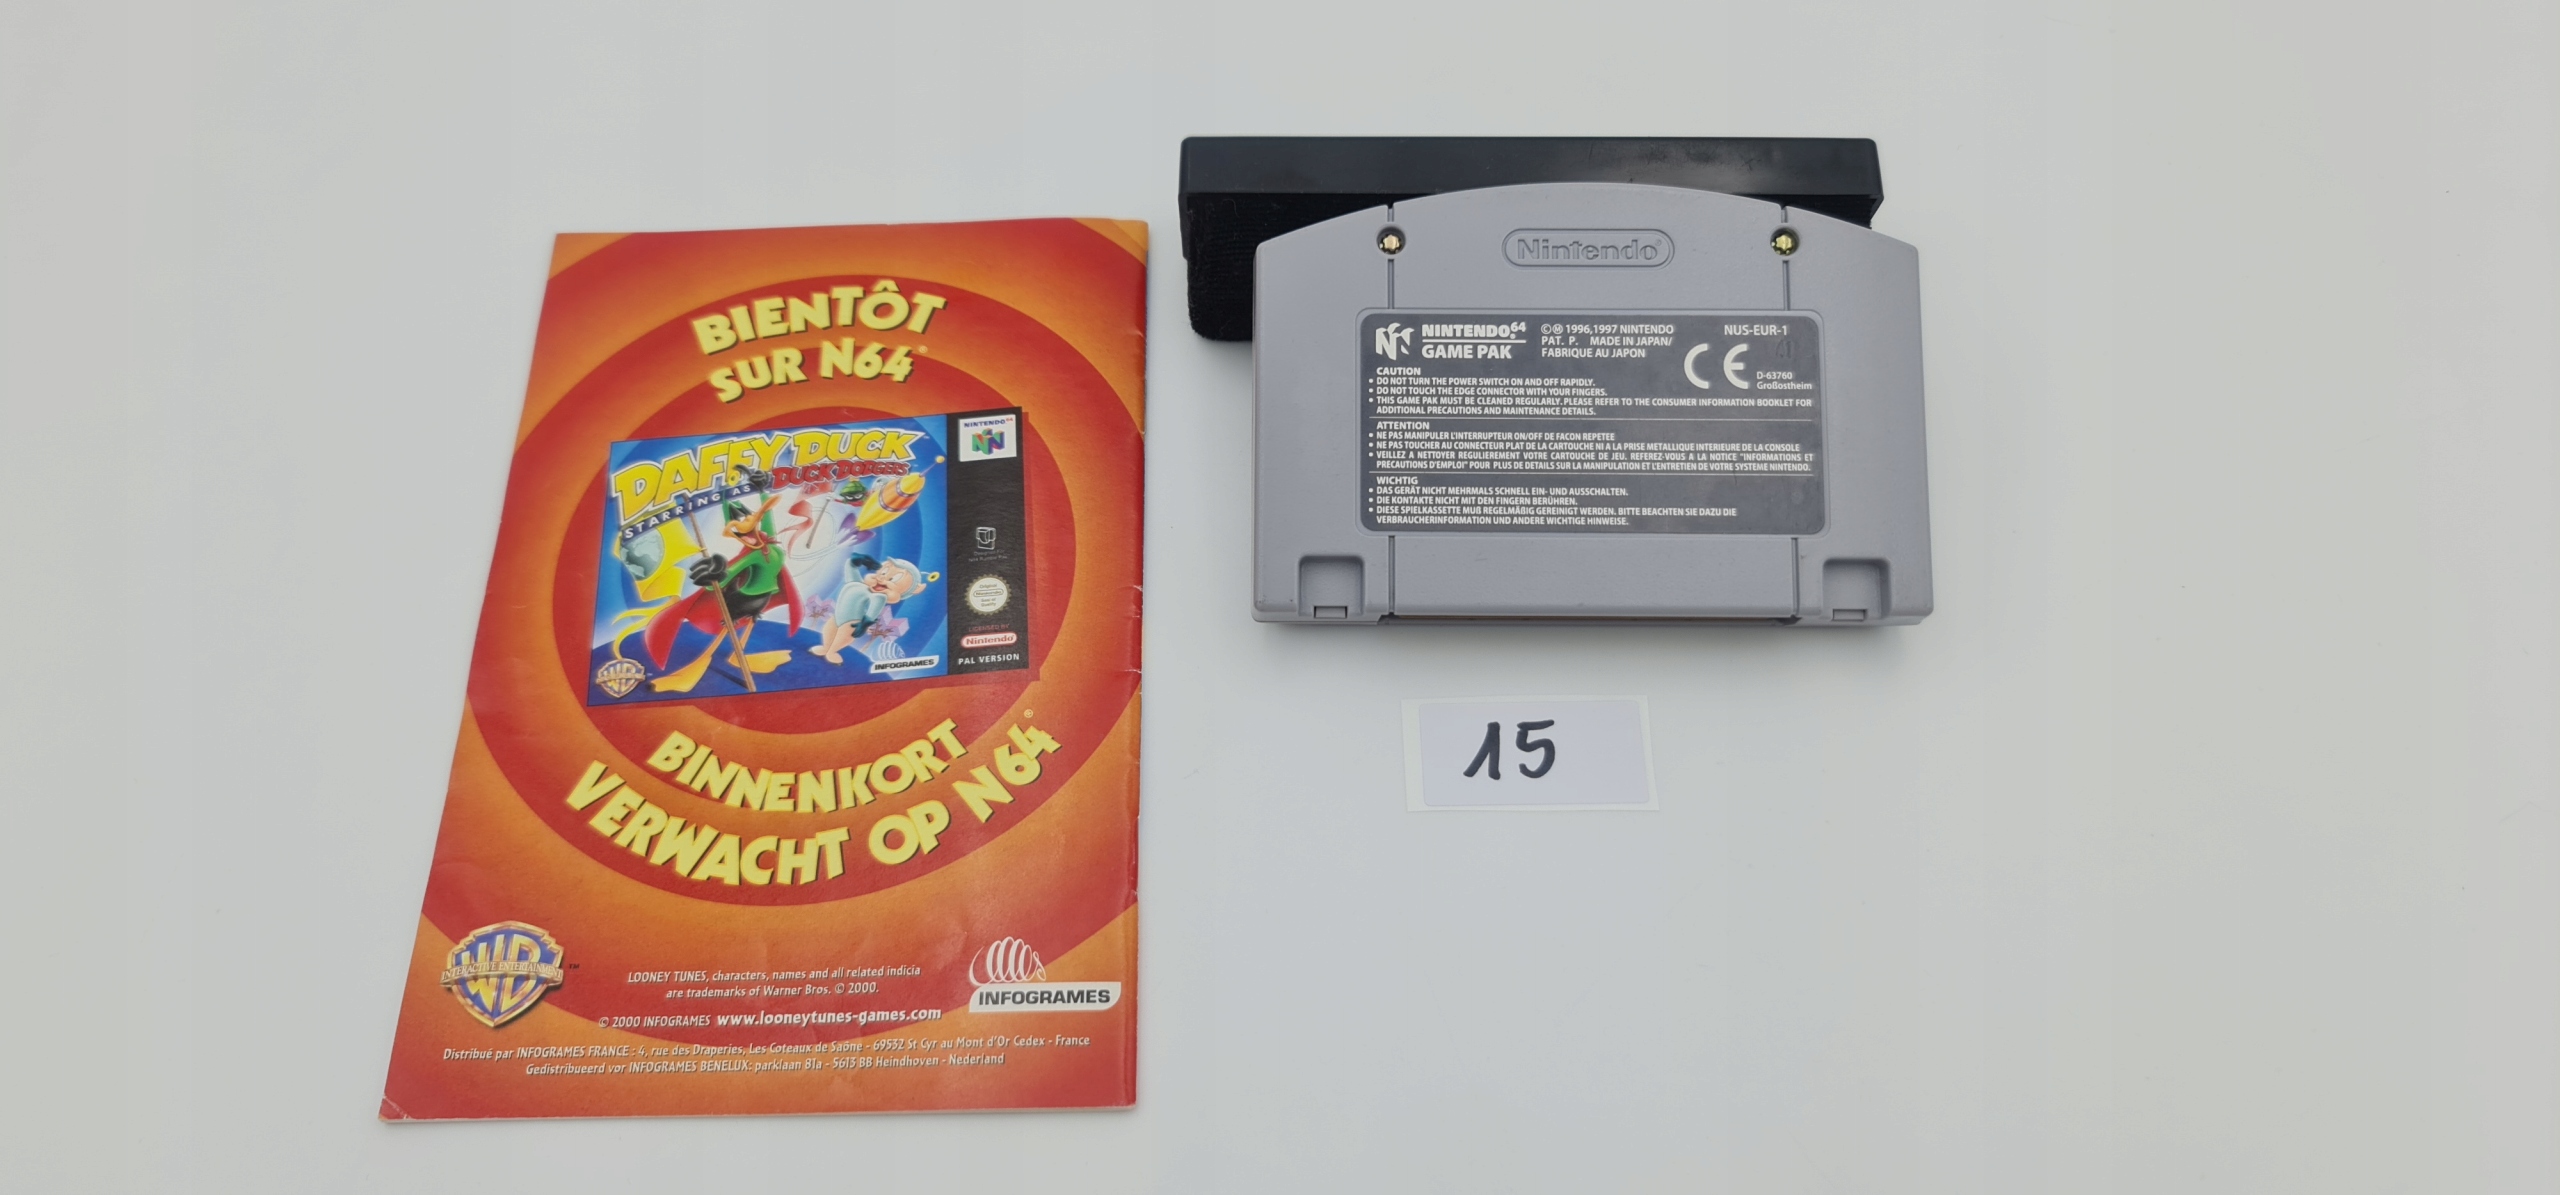 BIENTÔT
SUR N64®
DAFFY DUCK
STARRING AS DUCK DODGERS
NINTENDO64
Original
Nintendo
Seal of
Quality
LICENSED BY
Nintendo
PAL VERSION
INFOGRAMES
BINNENKORT
VERWACHT OP N64®
INTERACTIVE ENTERTAINMENT ™
LOONEY TUNES, characters, names and all related indicia
are trademarks of Warner Bros. © 2000.
© 2000 INFOGRAMES www.looneytunes-games.com
INFOGRAMES
Distribué par INFOGRAMES FRANCE : 4, rue des Draperies, Les Coteaux de Saône - 69532 St Cyr au Mont d'Or Cedex - France
Gedistribueerd vor INFOGRAMES BENELUX: parklaan 81a - 5613 BB Heindhoven - Nederland
Nintendo®
NINTENDO64
GAME PAK
©Ⓜ 1996,1997 NINTENDO
PAT. P. MADE IN JAPAN/
FABRIQUE AU JAPON
NUS-EUR-1
CE
D-63760
Großostheim
CAUTION
• DO NOT TURN THE POWER SWITCH ON AND OFF RAPIDLY.
• DO NOT TOUCH THE EDGE CONNECTOR WITH YOUR FINGERS.
• THIS GAME PAK MUST BE CLEANED REGULARLY. PLEASE REFER TO THE CONSUMER INFORMATION BOOKLET FOR
ADDITIONAL PRECAUTIONS AND MAINTENANCE DETAILS.
ATTENTION
• NE PAS MANIPULER L'INTERRUPTEUR ON/OFF DE FACON REPETEE
• NE PAS TOUCHER AU CONNECTEUR PLAT DE LA CARTOUCHE NI A LA PRISE METALLIQUE INTERIEURE DE LA CONSOLE
• VEILLEZ A NETTOYER REGULIEREMENT VOTRE CARTOUCHE DE JEU. REFEREZ-VOUS A LA NOTICE "INFORMATIONS ET
PRECAUTIONS D'EMPLOI" POUR PLUS DE DETAILS SUR LA MANIPULATION ET L'ENTRETIEN DE VOTRE SYSTEME NINTENDO.
WICHTIG
• DAS GERÄT NICHT MEHRMALS SCHNELL EIN- UND AUSSCHALTEN.
• DIE KONTAKTE NICHT MIT DEN FINGERN BERÜHREN.
• DIESE SPIELKASSETTE MUß REGELMÄßIG GEREINIGT WERDEN. BITTE BEACHTEN SIE DAZU DIE
VERBRAUCHERINFORMATION UND ANDERE WICHTIGE HINWEISE.
15